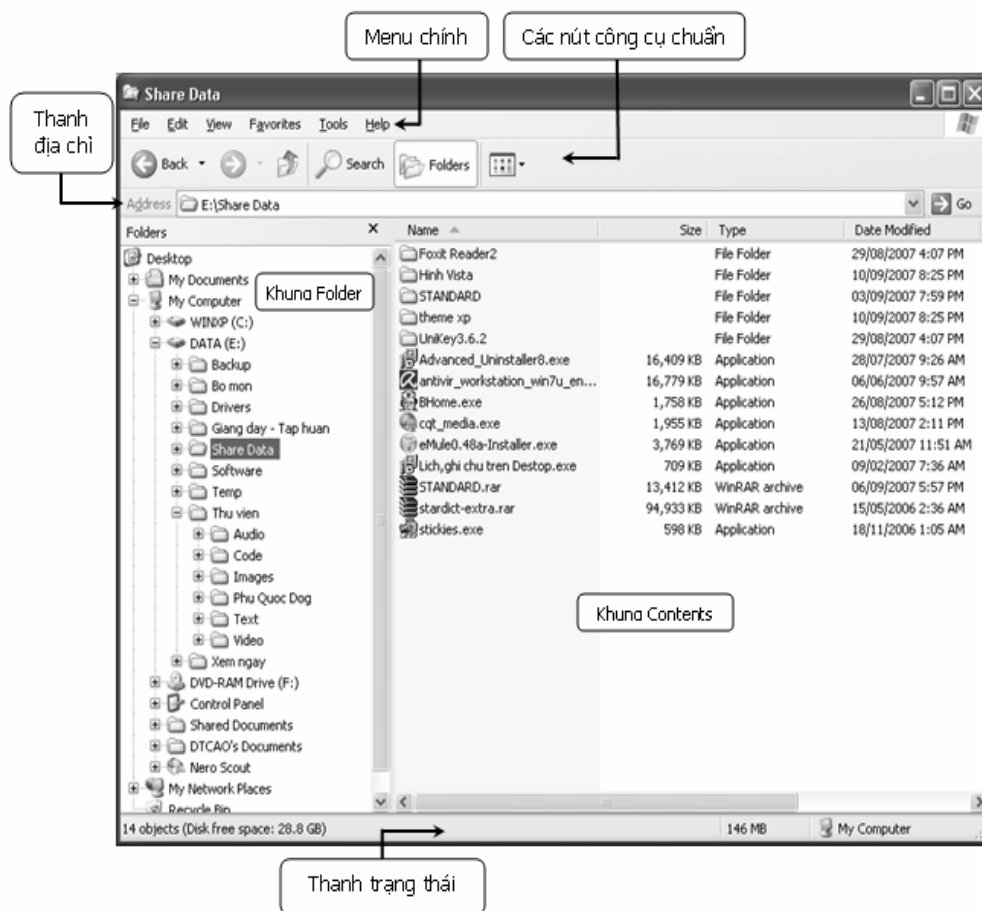 Menu chính
Các nút công cụ chuẩn
Thanh
địa chỉ
Share Data
File Edit View Favorites Tools Help
Back Search Folders
Address E:\Share Data Go
Folders
Name Size Type Date Modified
Desktop
My Documents
My Computer
WINXP (C:)
DATA (E:)
Backup
Bo mon
Drivers
Giang day - Tap huan
Share Data
Software
Temp
Thu vien
Audio
Code
Images
Phu Quoc Dog
Text
Video
Xem ngay
DVD-RAM Drive (F:)
Control Panel
Shared Documents
DTCAO's Documents
Nero Scout
My Network Places
Recycle Bin
Khung Folder
Foxit Reader2 File Folder 29/08/2007 4:07 PM
Hinh Vista File Folder 10/09/2007 8:25 PM
STANDARD File Folder 03/09/2007 7:59 PM
theme xp File Folder 10/09/2007 8:25 PM
UniKey3.6.2 File Folder 29/08/2007 4:07 PM
Advanced_Uninstaller8.exe 16,409 KB Application 28/07/2007 9:26 AM
antivir_workstation_win7u_en... 16,779 KB Application 06/06/2007 9:57 AM
BHome.exe 1,758 KB Application 26/08/2007 5:12 PM
cqt_media.exe 1,955 KB Application 13/08/2007 2:11 PM
eMule0.48a-Installer.exe 3,769 KB Application 21/05/2007 11:51 AM
Lich,ghi chu tren Destop.exe 709 KB Application 09/02/2007 7:36 AM
STANDARD.rar 13,412 KB WinRAR archive 06/09/2007 5:57 PM
stardict-extra.rar 94,933 KB WinRAR archive 15/05/2006 2:36 AM
stickies.exe 598 KB Application 18/11/2006 1:05 AM
Khung Contents
14 objects (Disk free space: 28.8 GB) 146 MB My Computer
Thanh trạng thái